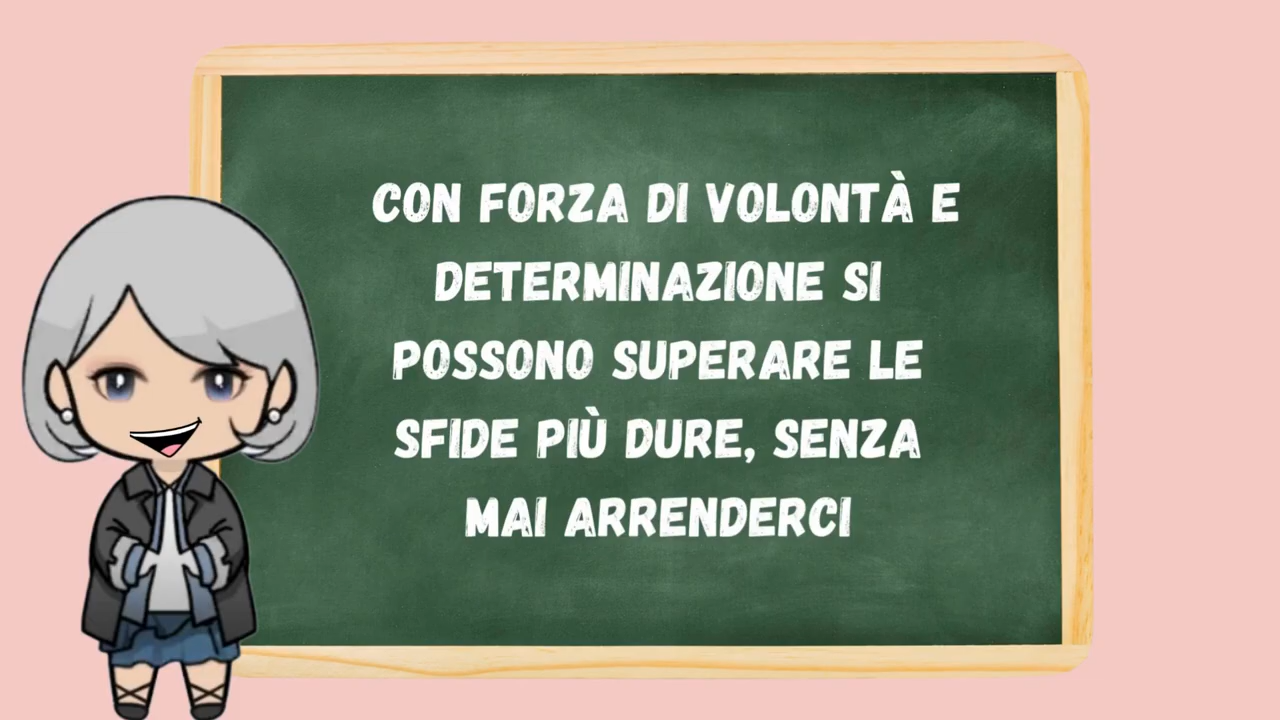 CON FORZA DI VOLONTÀ E
DETERMINAZIONE SI
POSSONO SUPERARE LE
SFIDE PIÙ DURE, SENZA
MAI ARRENDERCI